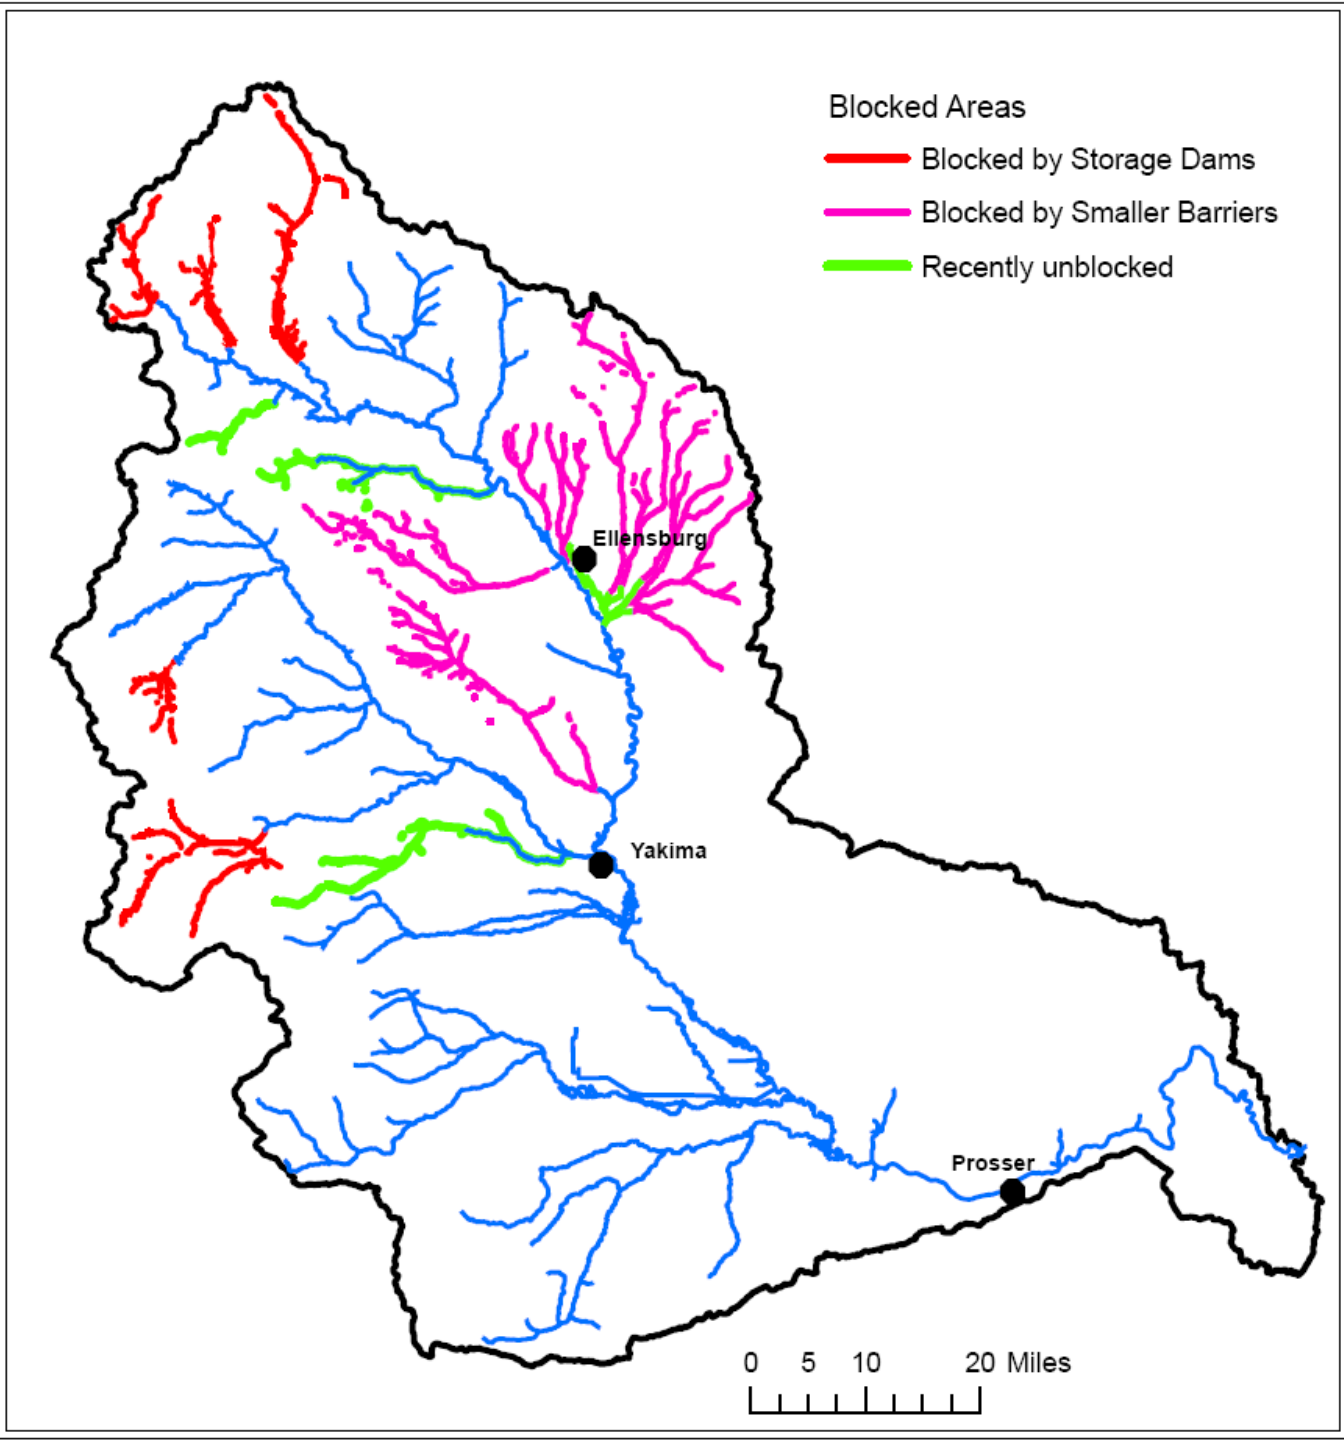 Blocked Areas
Blocked by Storage Dams
Blocked by Smaller Barriers
Recently unblocked
Ellensburg
Yakima
Prosser
0 5 10 20 Miles